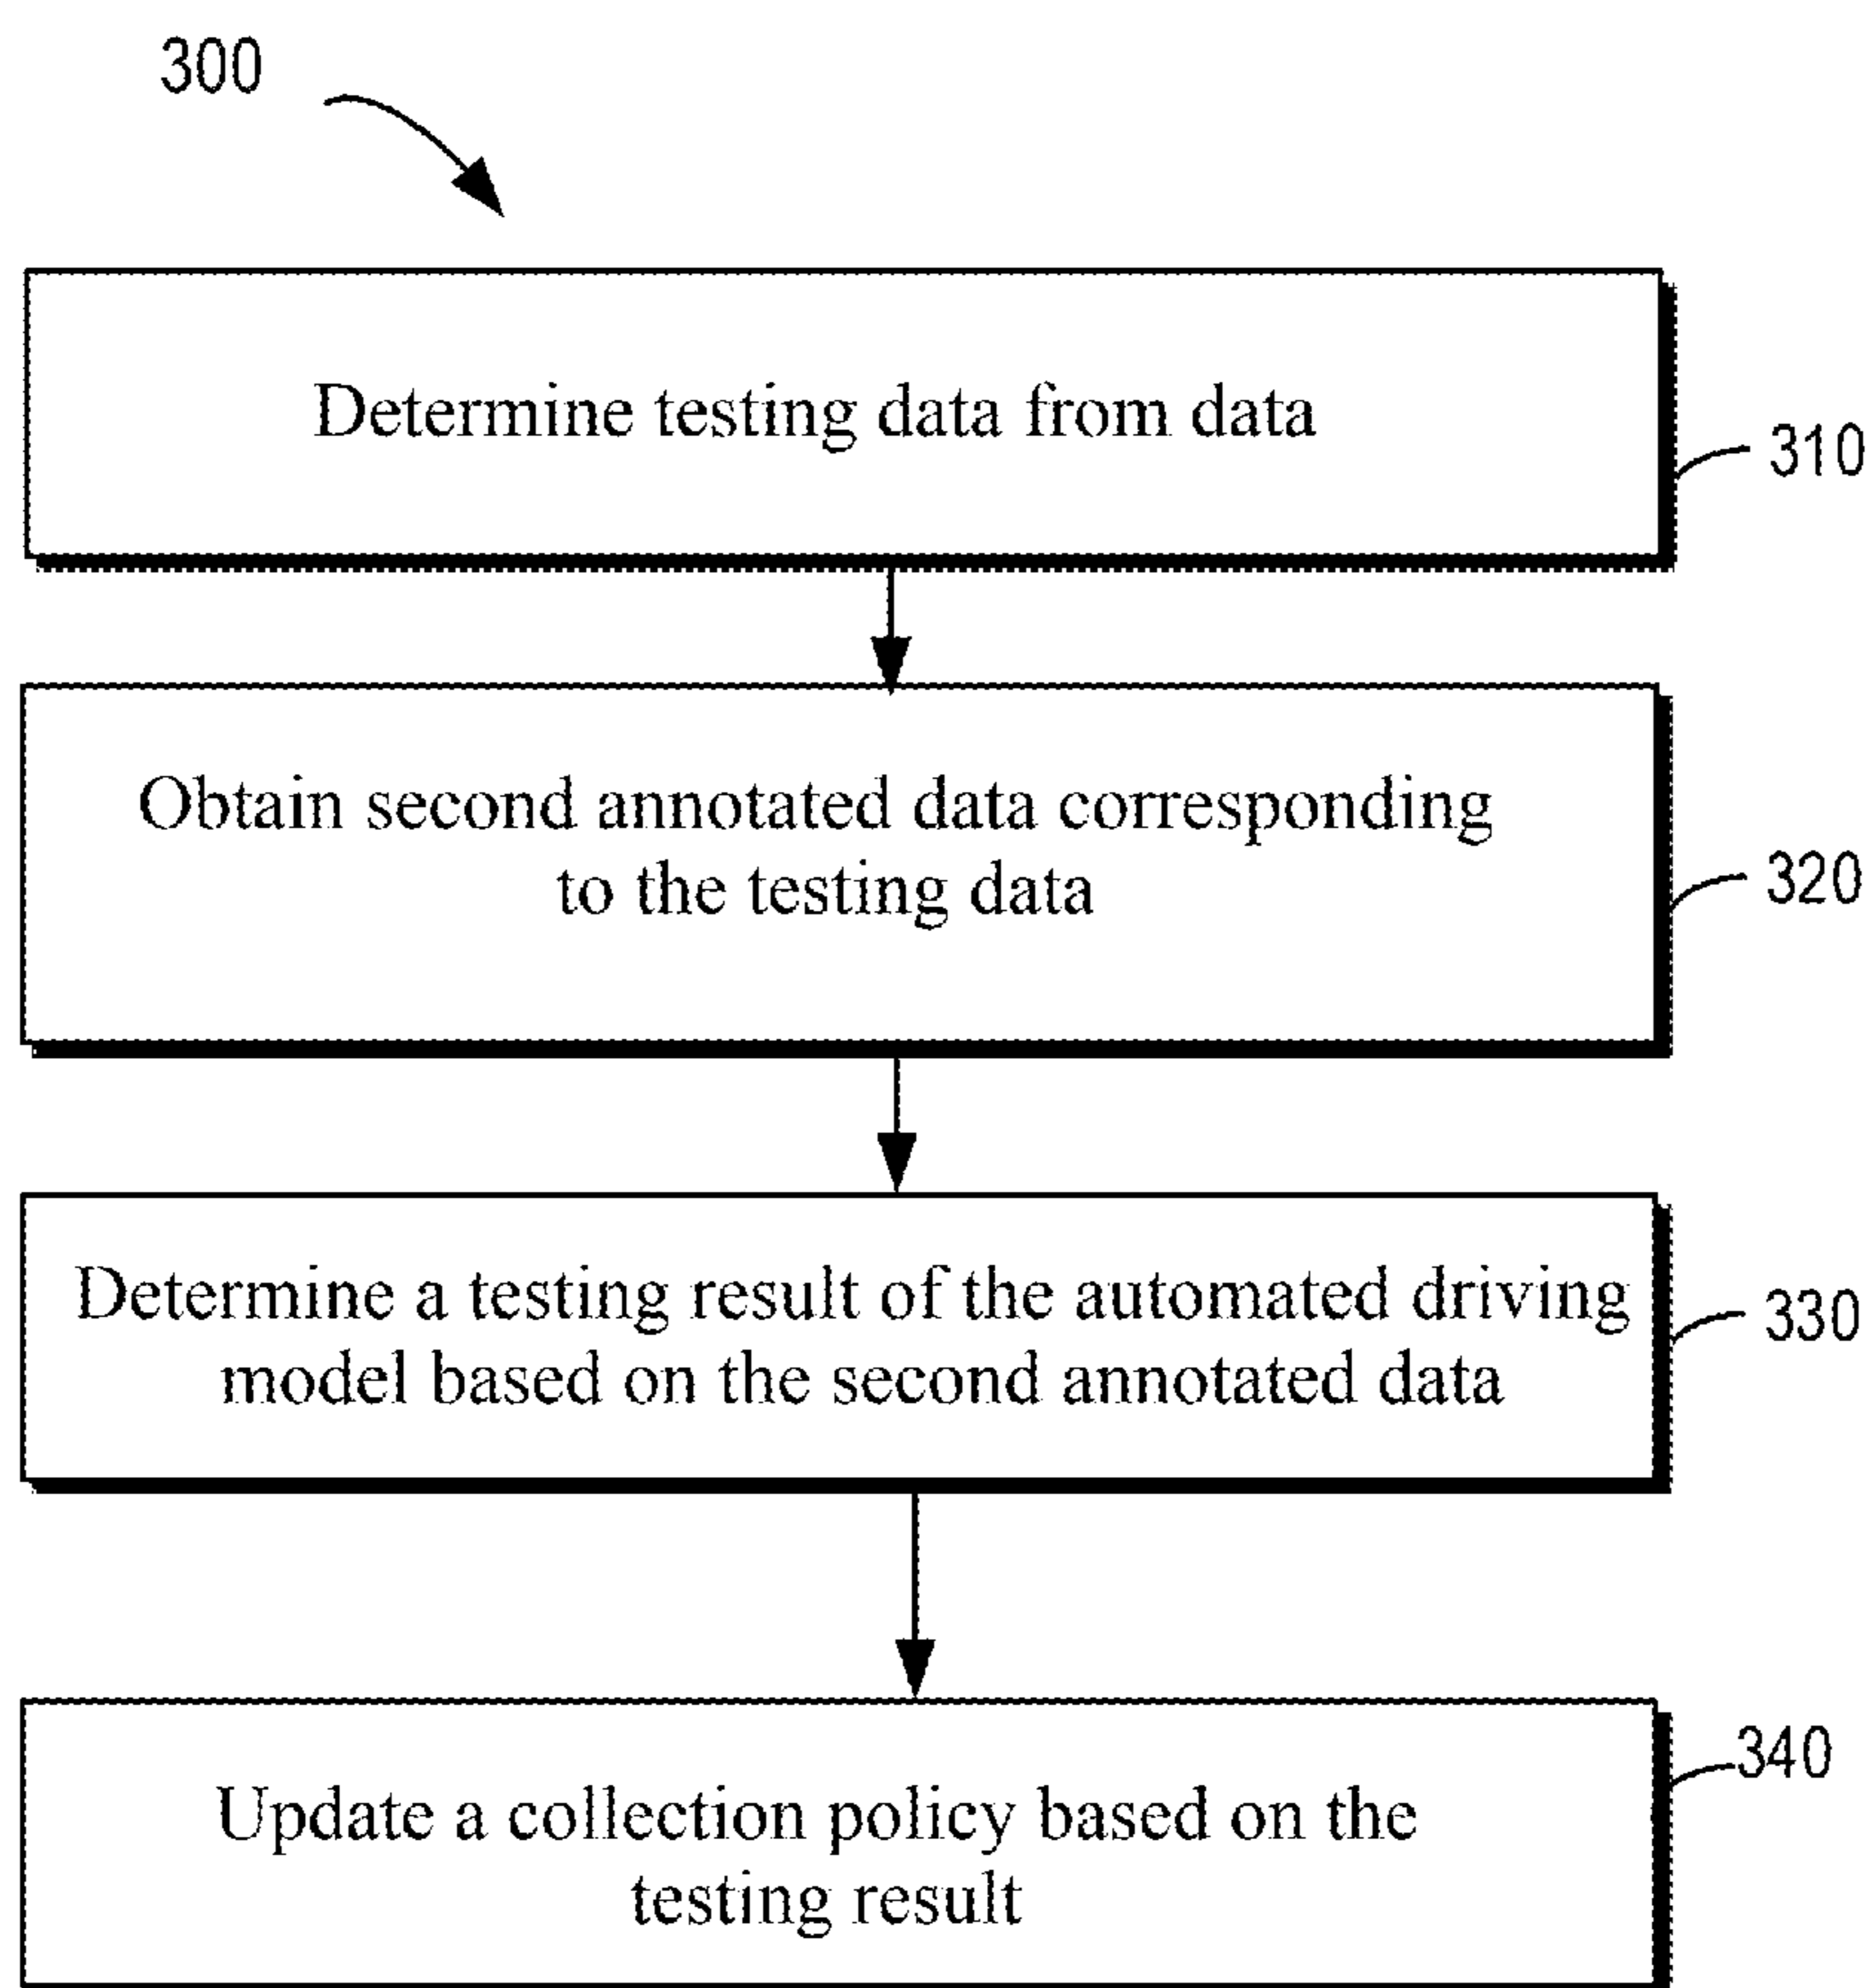 300
Determine testing data from data
310
Obtain second annotated data corresponding
to the testing data
320
Determine a testing result of the automated driving
model based on the second annotated data
330
Update a collection policy based on the
testing result
340